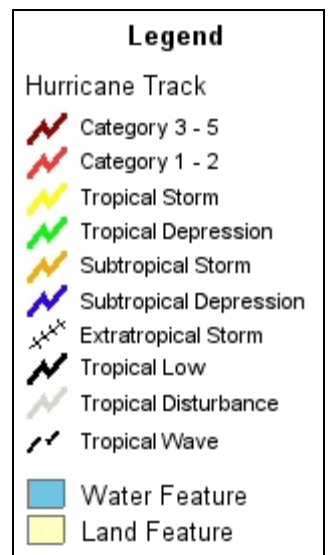 Legend
Hurricane Track
Category 3 - 5
Category 1 - 2
Tropical Storm
Tropical Depression
Subtropical Storm
Subtropical Depression
Extratropical Storm
Tropical Low
Tropical Disturbance
Tropical Wave
Water Feature
Land Feature